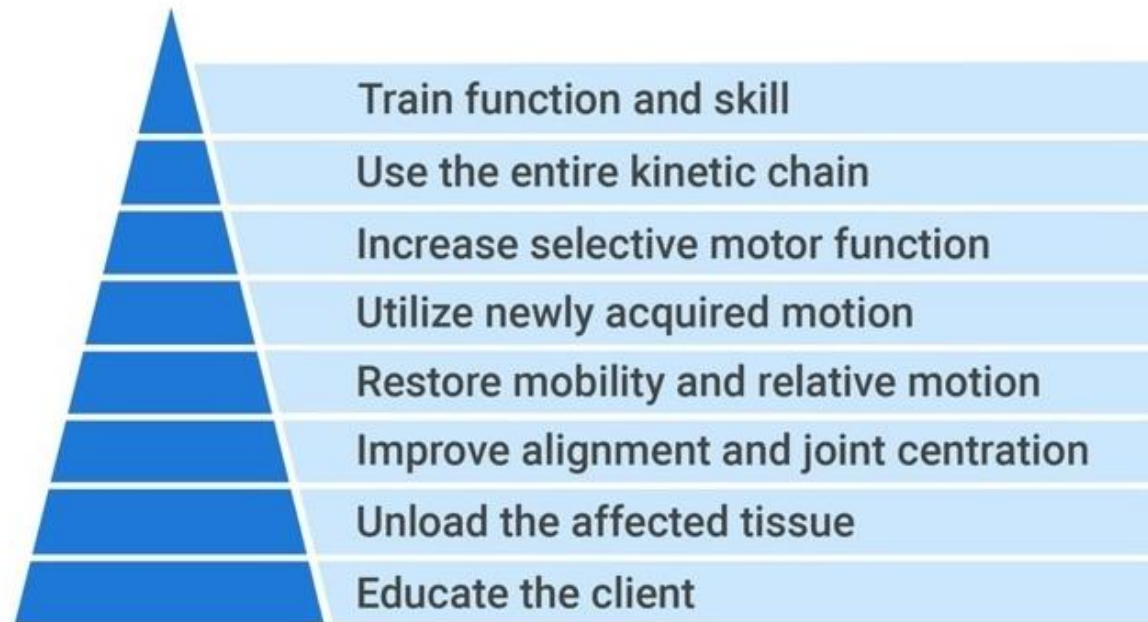 Train function and skill
Use the entire kinetic chain
Increase selective motor function
Utilize newly acquired motion
Restore mobility and relative motion
Improve alignment and joint centration
Unload the affected tissue
Educate the client